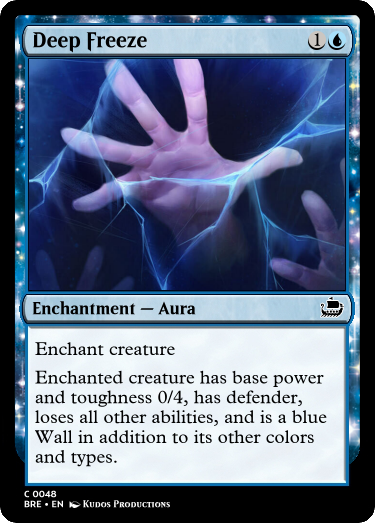 Deep Freeze 1
Enchantment — Aura
Enchant creature
Enchanted creature has base power
and toughness 0/4, has defender,
loses all other abilities, and is a blue
Wall in addition to its other colors
and types.
C 0048
BRE • EN Kudos Productions